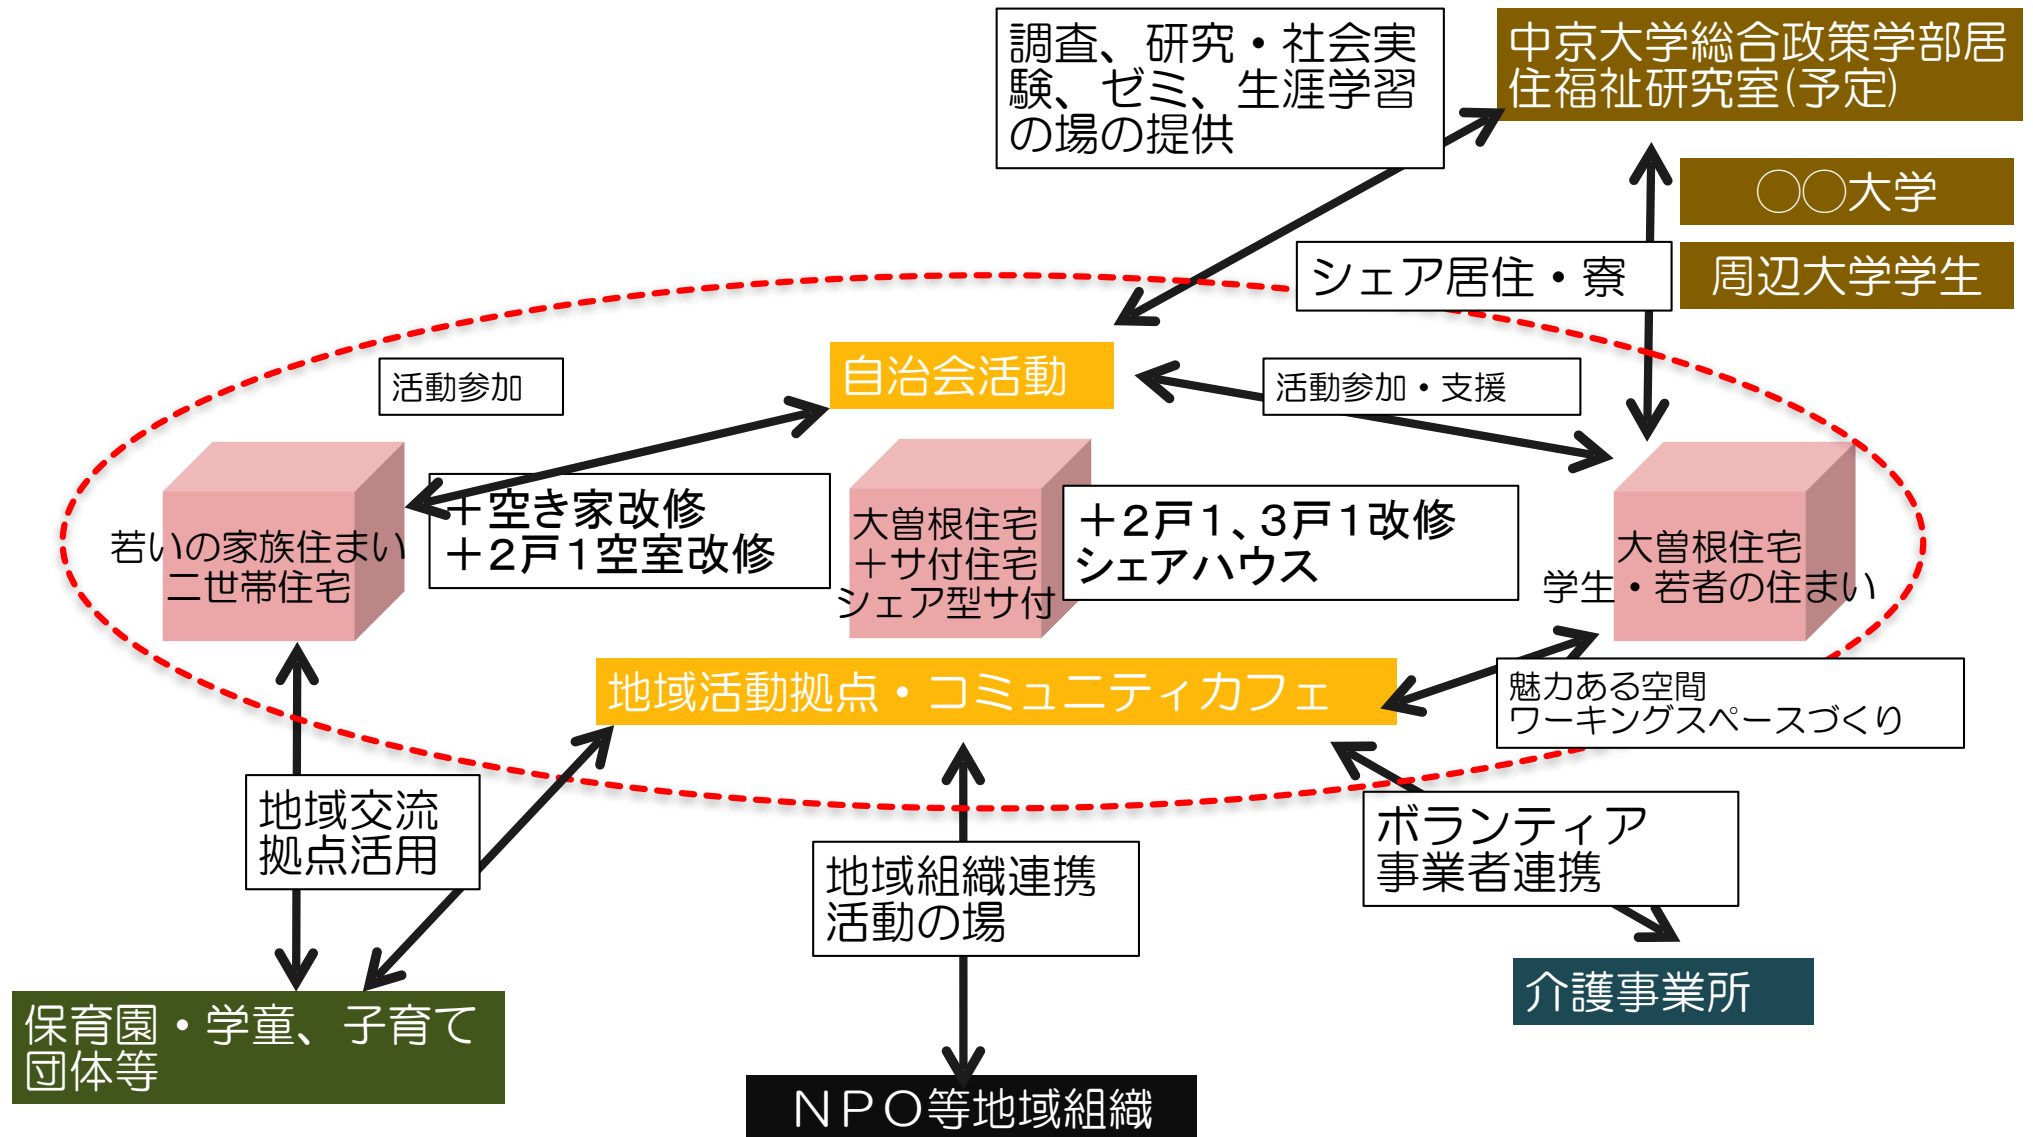 調査、研究・社会実
験、ゼミ、生涯学習
の場の提供
中京大学総合政策学部居
住福祉研究室(予定)
○○大学
周辺大学学生
シェア居住・寮
活動参加
自治会活動
活動参加・支援
若いの家族住まい
二世帯住宅
＋空き家改修
＋２戸１空室改修
大曽根住宅
＋サ付住宅
シェア型サ付
＋２戸１、３戸１改修
シェアハウス
大曽根住宅
学生・若者の住まい
地域活動拠点・コミュニティカフェ
魅力ある空間
ワーキングスペースづくり
地域交流
拠点活用
地域組織連携
活動の場
ボランティア
事業者連携
保育園・学童、子育て
団体等
介護事業所
ＮＰＯ等地域組織